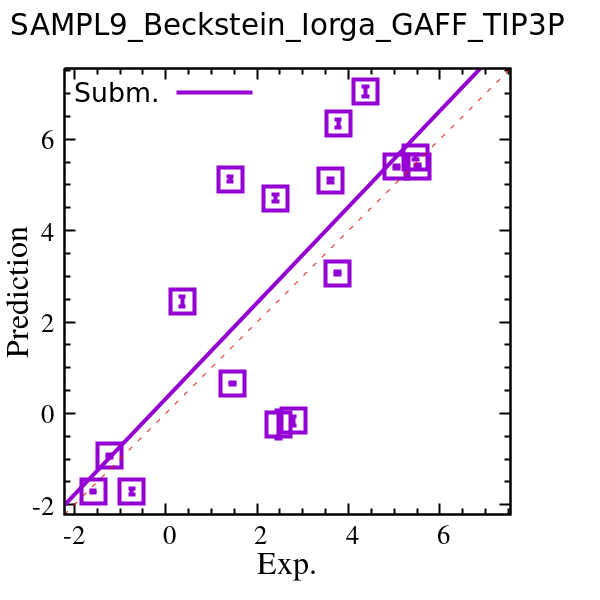 SAMPL9_Beckstein_Iorga_GAFF_TIP3P
Subm.
6
4
2
0
-2
-2
0
2
4
6
Prediction
Exp.